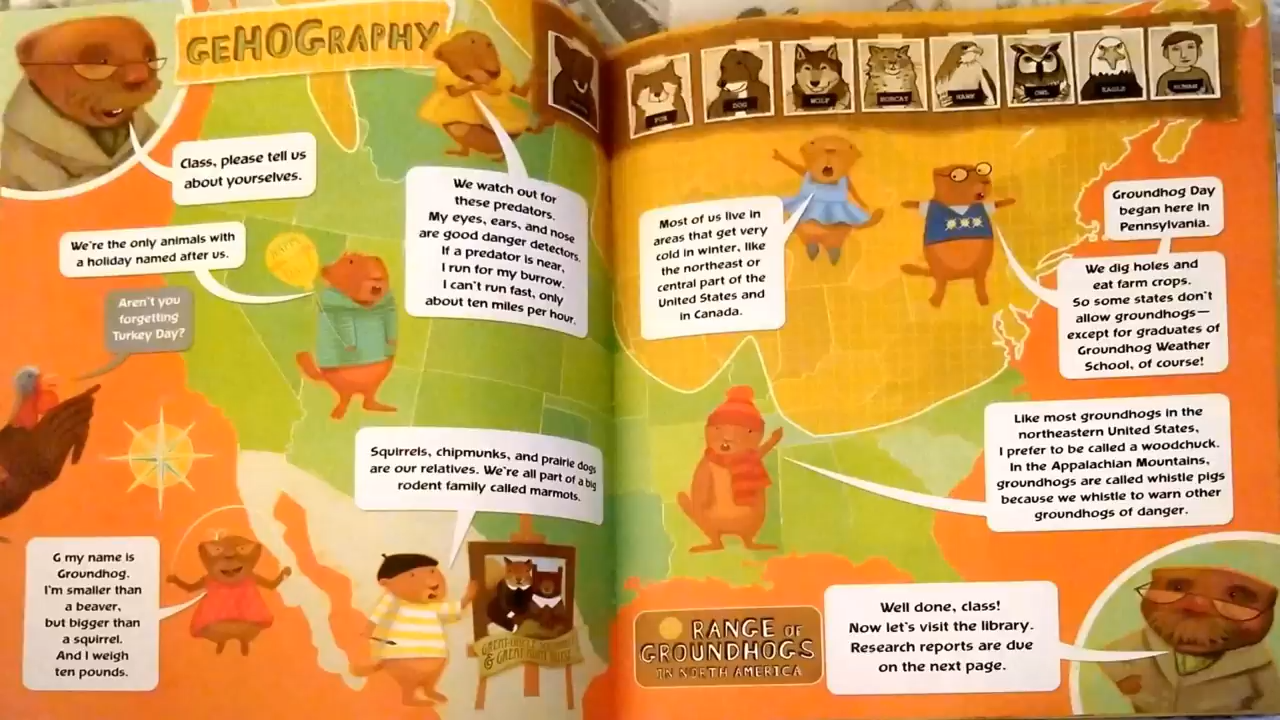 GEHOGRAPHY
Class, please tell us
about yourselves.
We're the only animals with
a holiday named after us.
Aren't you
forgetting
Turkey Day?
We watch out for
these predators.
My eyes, ears, and nose
are good danger detectors.
If a predator is near,
I run for my burrow.
I can't run fast, only
about ten miles per hour.
Squirrels, chipmunks, and prairie dogs
are our relatives. We're all part of a big
rodent family called marmots.
G my name is
Groundhog.
I'm smaller than
a beaver,
but bigger than
a squirrel.
And I weigh
ten pounds.
FOX
DOG
WOLF
BOBCAT
HAWK
OWL
EAGLE
HUMAN
Most of us live in
areas that get very
cold in winter, like
the northeast or
central part of the
United States and
in Canada.
Groundhog Day
began here in
Pennsylvania.
We dig holes and
eat farm crops.
So some states don't
allow groundhogs—
except for graduates of
Groundhog Weather
School, of course!
Like most groundhogs in the
northeastern United States,
I prefer to be called a woodchuck.
In the Appalachian Mountains,
groundhogs are called whistle pigs
because we whistle to warn other
groundhogs of danger.
RANGE OF
GROUNDHOGS
IN NORTH AMERICA
Well done, class!
Now let's visit the library.
Research reports are due
on the next page.